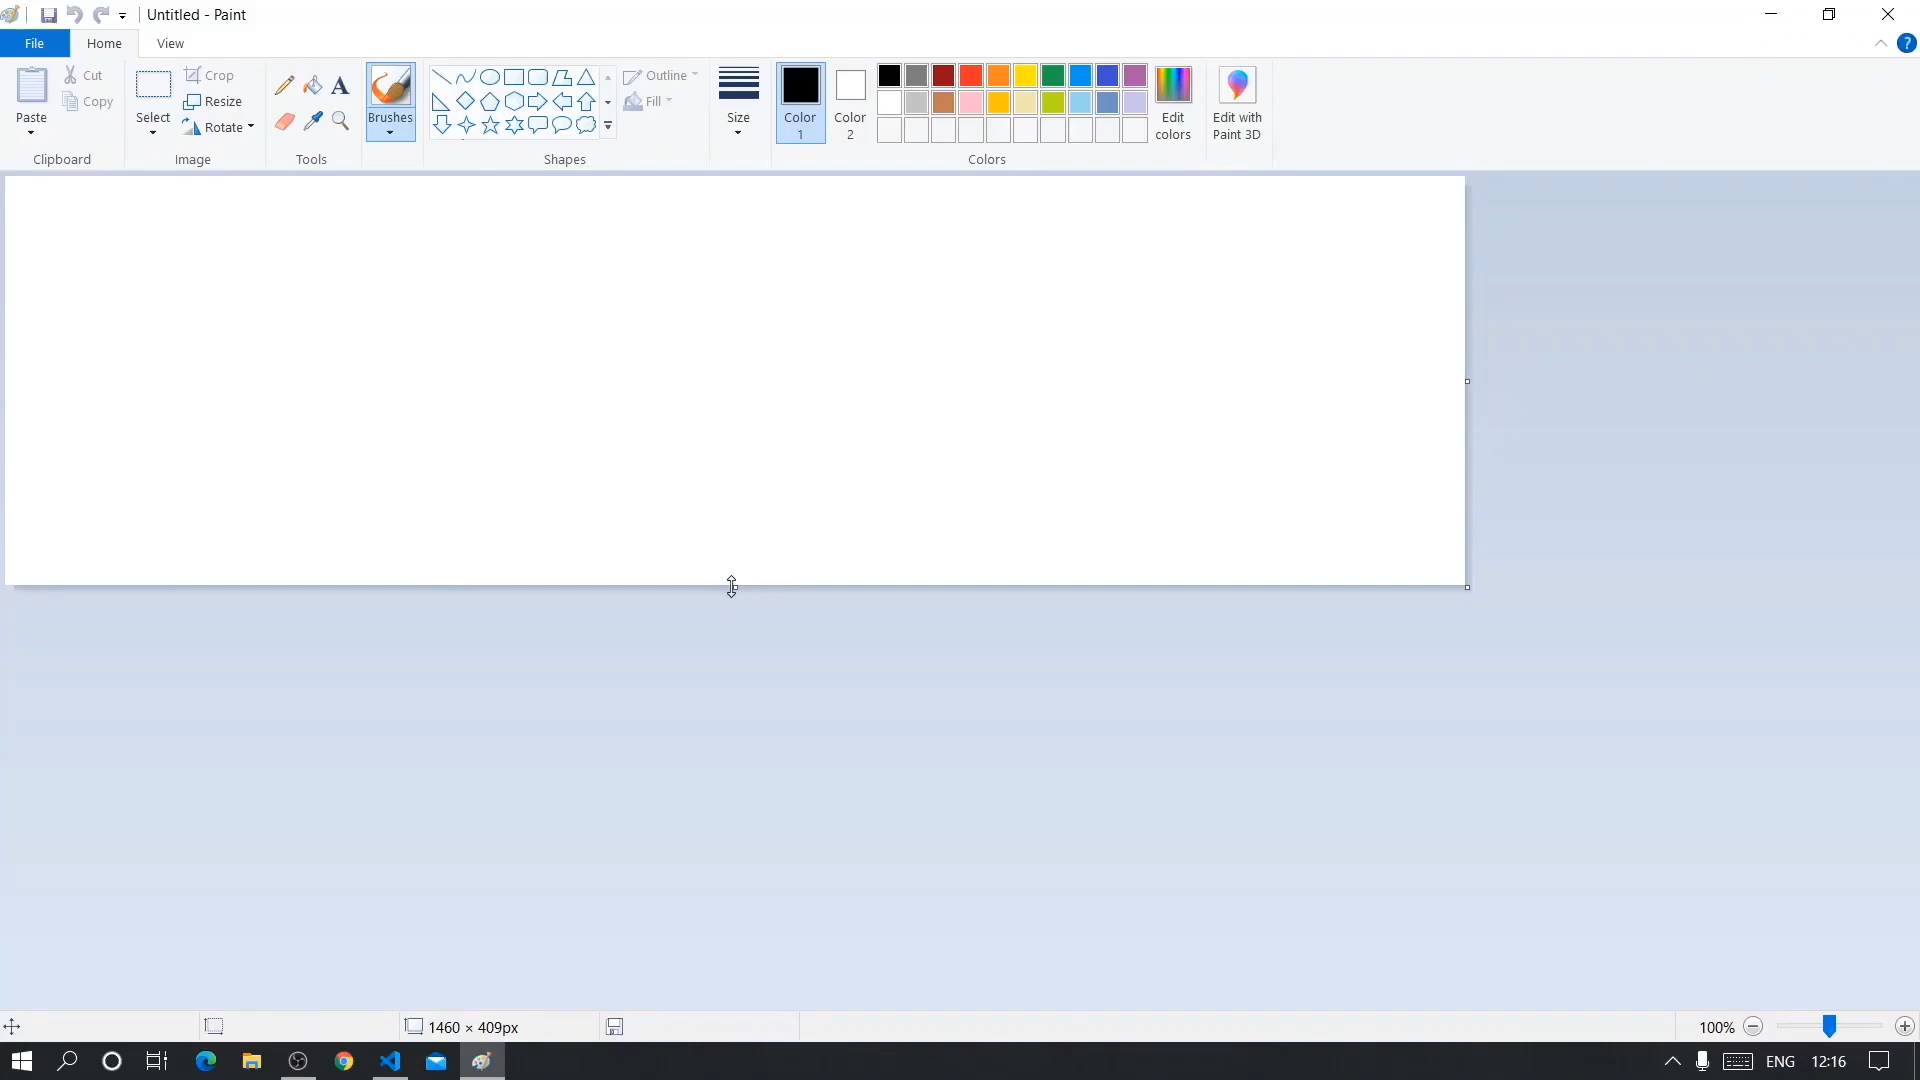 Untitled - Paint
File Home View
Paste Cut Copy
Clipboard
Select Crop Resize Rotate
Image
A
Tools
Brushes
Outline Fill
Shapes
Size
Color 1
Color 2
Edit colors
Colors
Edit with Paint 3D
?
1460 × 409px
100%
ENG 12:16